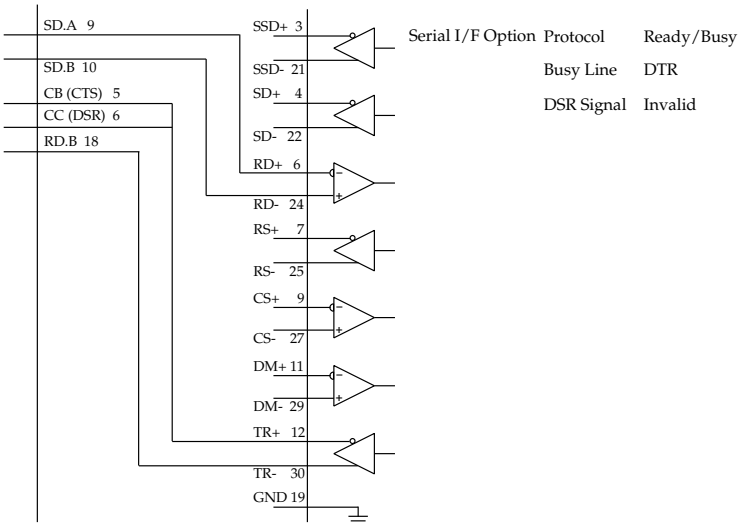 SD.A 9
SD.B 10
CB (CTS) 5
CC (DSR) 6
RD.B 18
SSD+ 3
SSD- 21
SD+ 4
SD- 22
RD+ 6
RD- 24
RS+ 7
RS- 25
CS+ 9
CS- 27
DM+ 11
DM- 29
TR+ 12
TR- 30
GND 19
Serial I/F Option Protocol Ready/Busy
Busy Line DTR
DSR Signal Invalid